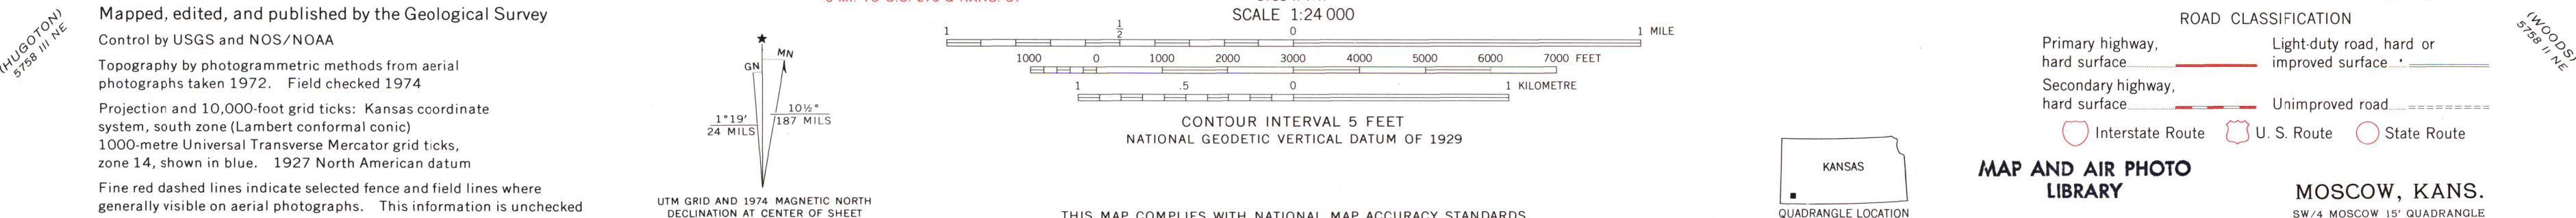 (HUGOTON)
5758 III NE
Mapped, edited, and published by the Geological Survey
Control by USGS and NOS/NOAA
Topography by photogrammetric methods from aerial
photographs taken 1972. Field checked 1974
Projection and 10,000-foot grid ticks: Kansas coordinate
system, south zone (Lambert conformal conic)
1000-metre Universal Transverse Mercator grid ticks,
zone 14, shown in blue. 1927 North American datum
Fine red dashed lines indicate selected fence and field lines where
generally visible on aerial photographs. This information is unchecked
★
MN
GN
1°19′
24 MILS
10½°
187 MILS
UTM GRID AND 1974 MAGNETIC NORTH
DECLINATION AT CENTER OF SHEET
SCALE 1:24 000
1 ½ 0 1 MILE
1000 0 1000 2000 3000 4000 5000 6000 7000 FEET
1 .5 0 1 KILOMETRE
CONTOUR INTERVAL 5 FEET
NATIONAL GEODETIC VERTICAL DATUM OF 1929
THIS MAP COMPLIES WITH NATIONAL MAP ACCURACY STANDARDS
KANSAS
QUADRANGLE LOCATION
ROAD CLASSIFICATION
Primary highway,
hard surface
Light-duty road, hard or
improved surface
Secondary highway,
hard surface
Unimproved road
Interstate Route U. S. Route State Route
MAP AND AIR PHOTO
LIBRARY
MOSCOW, KANS.
SW/4 MOSCOW 15′ QUADRANGLE
(WOODS)
5758 II NE